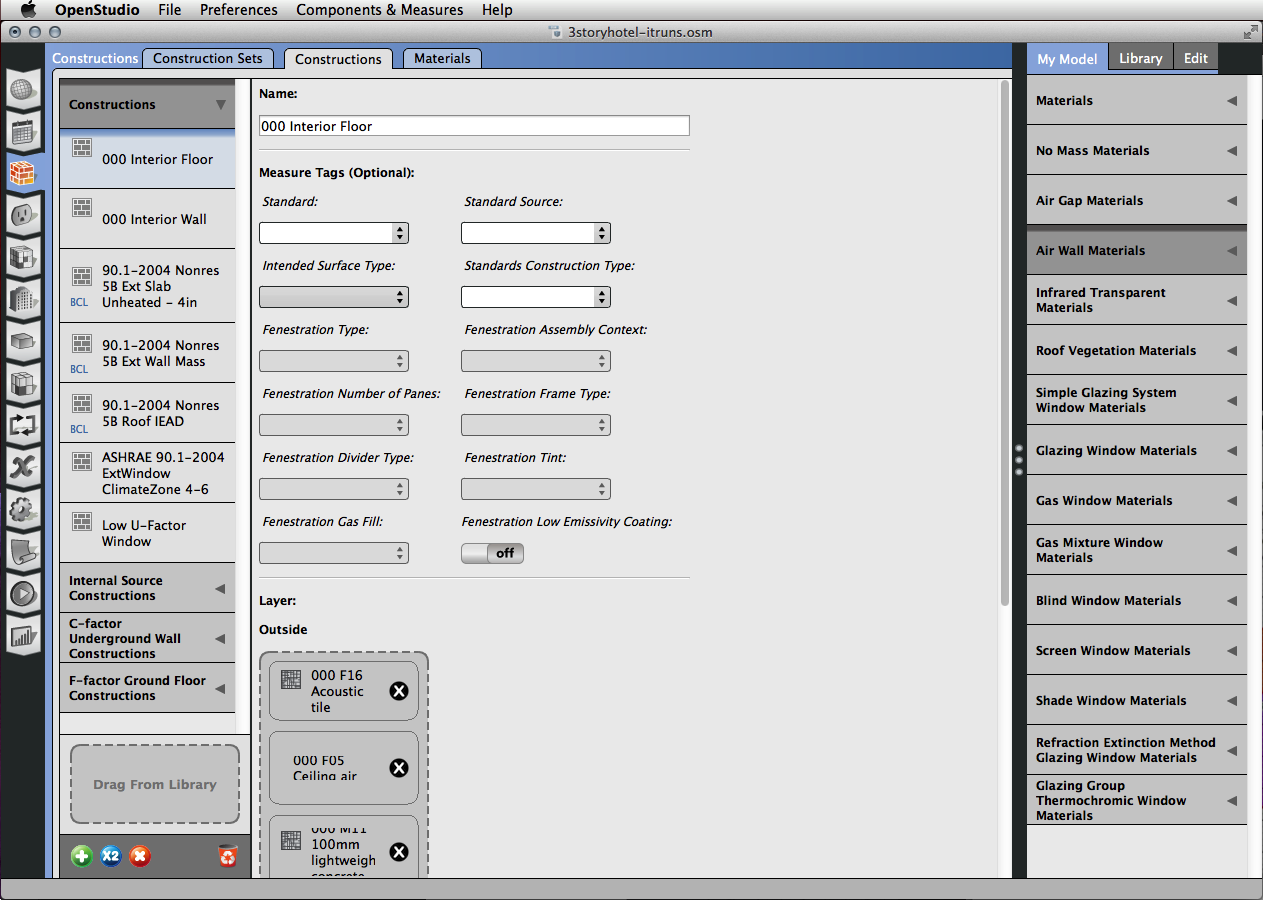 OpenStudio File Preferences Components & Measures Help
3storyhotel-itruns.osm
Constructions Construction Sets Constructions Materials
My Model Library Edit
Constructions
000 Interior Floor
000 Interior Wall
90.1-2004 Nonres
5B Ext Slab
Unheated - 4in
BCL
90.1-2004 Nonres
5B Ext Wall Mass
BCL
90.1-2004 Nonres
5B Roof IEAD
BCL
ASHRAE 90.1-2004
ExtWindow
ClimateZone 4-6
Low U-Factor
Window
Internal Source
Constructions
C-factor
Underground Wall
Constructions
F-factor Ground Floor
Constructions
Drag From Library
X2
Name:
000 Interior Floor
Measure Tags (Optional):
Standard: Standard Source:
Intended Surface Type: Standards Construction Type:
Fenestration Type: Fenestration Assembly Context:
Fenestration Number of Panes: Fenestration Frame Type:
Fenestration Divider Type: Fenestration Tint:
Fenestration Gas Fill: Fenestration Low Emissivity Coating:
off
Layer:
Outside
000 F16
Acoustic
tile
000 F05
Ceiling air
000 M11
100mm
lightweigh
concrete
Materials
No Mass Materials
Air Gap Materials
Air Wall Materials
Infrared Transparent
Materials
Roof Vegetation Materials
Simple Glazing System
Window Materials
Glazing Window Materials
Gas Window Materials
Gas Mixture Window
Materials
Blind Window Materials
Screen Window Materials
Shade Window Materials
Refraction Extinction Method
Glazing Window Materials
Glazing Group
Thermochromic Window
Materials